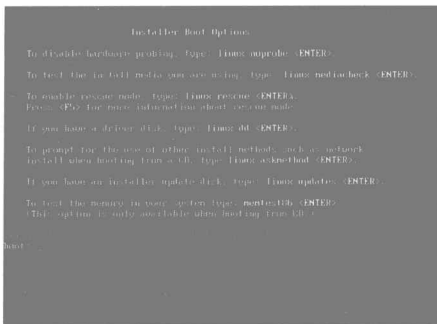 Installer Boot Options
To disable hardware probing, type: linux noprobe <ENTER>.
To test the install media you are using, type: linux mediacheck <ENTER>.
To enable rescue mode, type: linux rescue <ENTER>.
Press <F5> for more information about rescue mode.
If you have a driver disk, type: linux dd <ENTER>.
To prompt for the use of other install methods such as network
install when booting from a CD, type linux askmethod <ENTER>.
If you have an installer update disk, type: linux updates <ENTER>.
To test the memory in your system type: memtest86 <ENTER>
(This option is only available when booting from CD.)
boot: